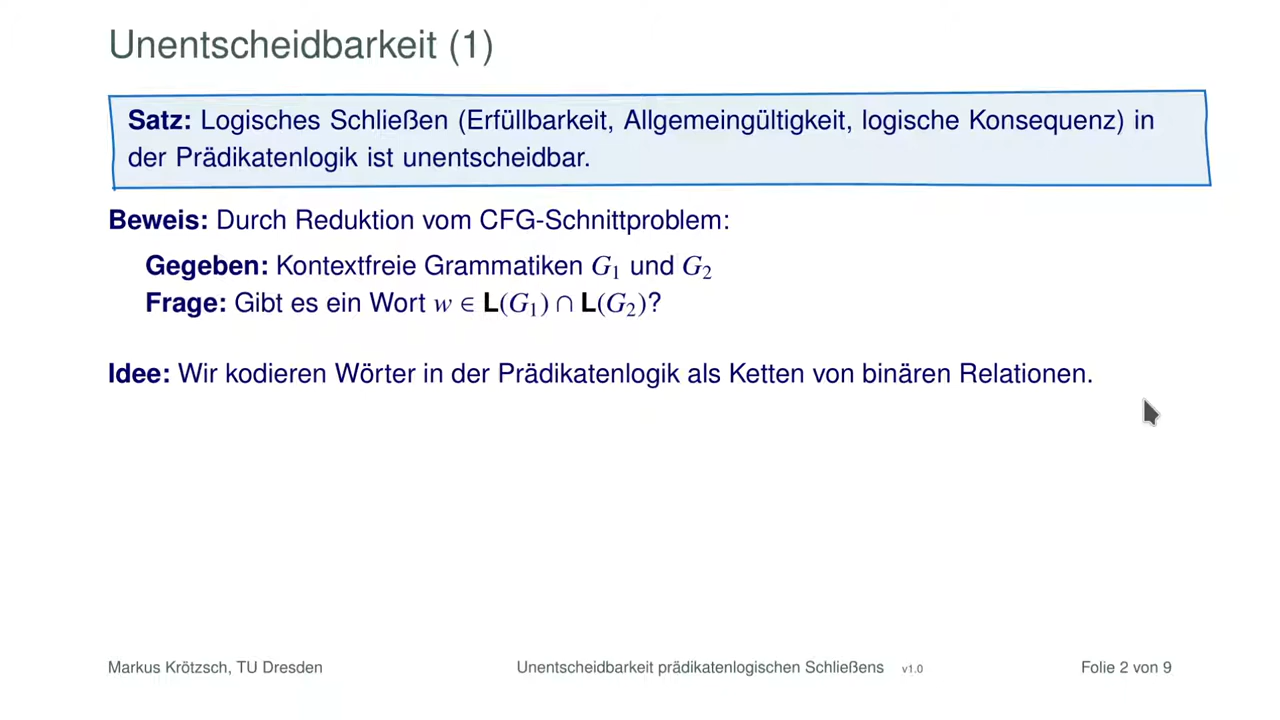 Unentscheidbarkeit (1)
Satz: Logisches Schließen (Erfüllbarkeit, Allgemeingültigkeit, logische Konsequenz) in
der Prädikatenlogik ist unentscheidbar.
Beweis: Durch Reduktion vom CFG-Schnittproblem:
Gegeben: Kontextfreie Grammatiken G₁ und G₂
Frage: Gibt es ein Wort w ∈ L(G₁) ∩ L(G₂)?
Idee: Wir kodieren Wörter in der Prädikatenlogik als Ketten von binären Relationen.
Markus Krötzsch, TU Dresden Unentscheidbarkeit prädikatenlogischen Schließens v1.0 Folie 2 von 9